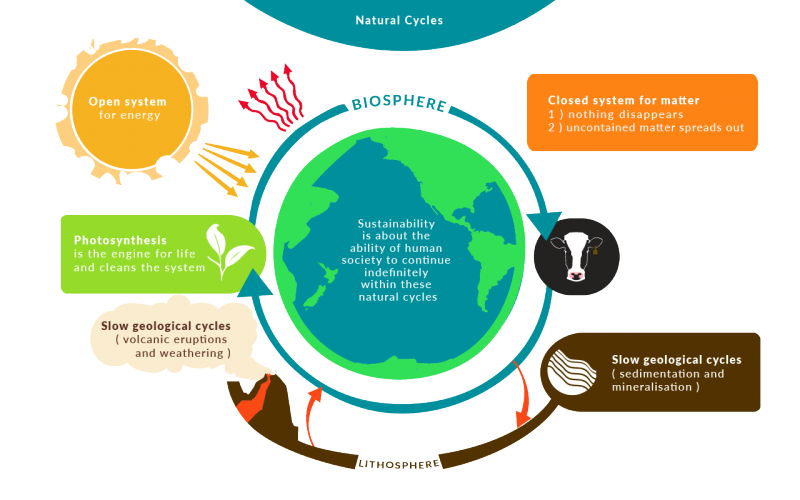 Natural Cycles
BIOSPHERE
Open system
for energy
Closed system for matter
1 ) nothing disappears
2 ) uncontained matter spreads out
Photosynthesis
is the engine for life
and cleans the system
Sustainability
is about the
ability of human
society to continue
indefinitely
within these
natural cycles
Slow geological cycles
( volcanic eruptions
and weathering )
Slow geological cycles
( sedimentation and
mineralisation )
LITHOSPHERE